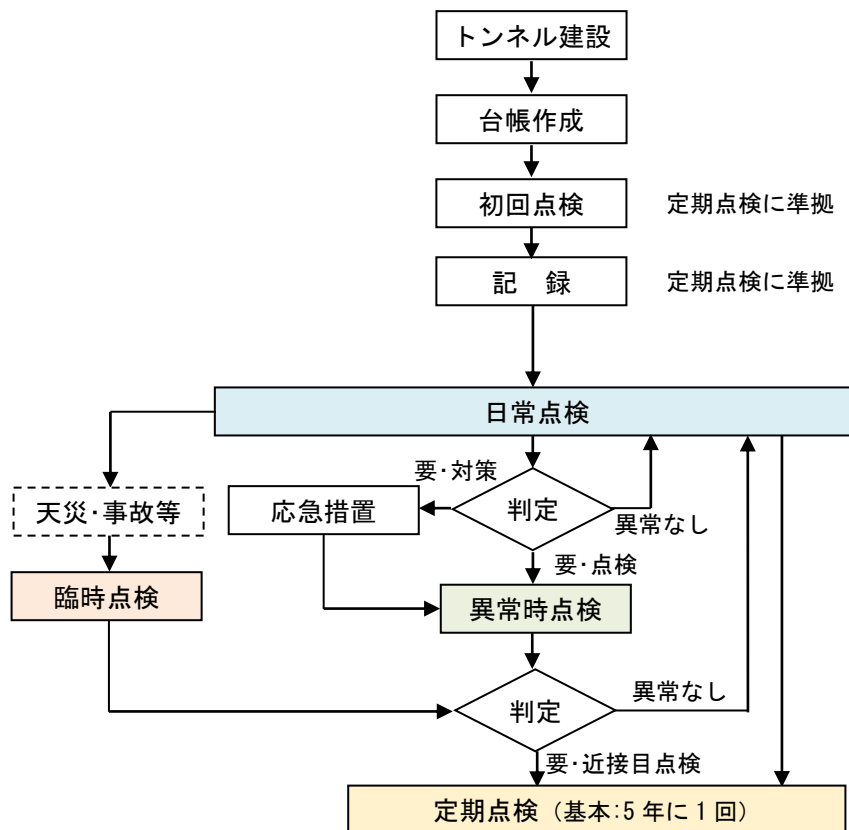 トンネル建設
台帳作成
初回点検
定期点検に準拠
記　録
定期点検に準拠
日常点検
要・対策
天災・事故等
応急措置
判定
異常なし
要・点検
臨時点検
異常時点検
異常なし
判定
要・近接目点検
定期点検（基本：5年に1回）